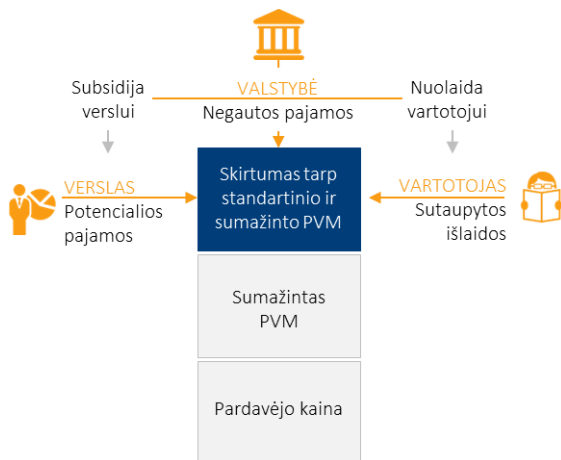 Subsidija
verslui
VALSTYBĖ
Negautos pajamos
Nuolaida
vartotojui
VERSLAS
Potencialios
pajamos
Skirtumas tarp
standartinio ir
sumažinto PVM
VARTOTOJAS
Sutaupytos
išlaidos
Sumažintas
PVM
Pardavėjo kaina